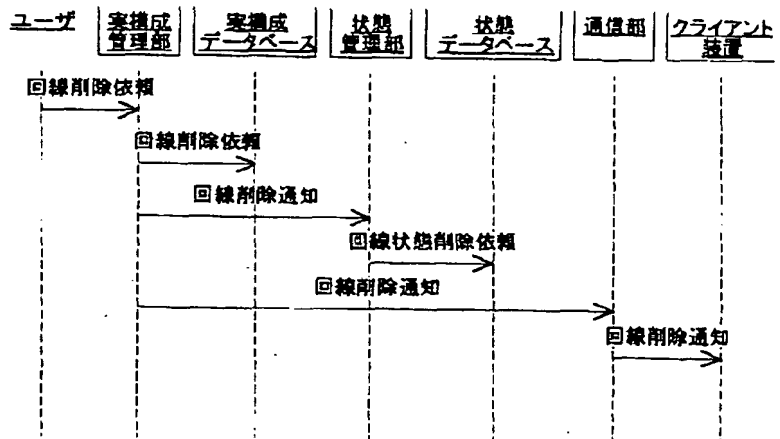 ユーザ
実構成
管理部
実構成
データベース
状態
管理部
状態
データベース
通信部
クライアント
装置
回線削除依頼
回線削除依頼
回線削除通知
回線状態削除依頼
回線削除通知
回線削除通知